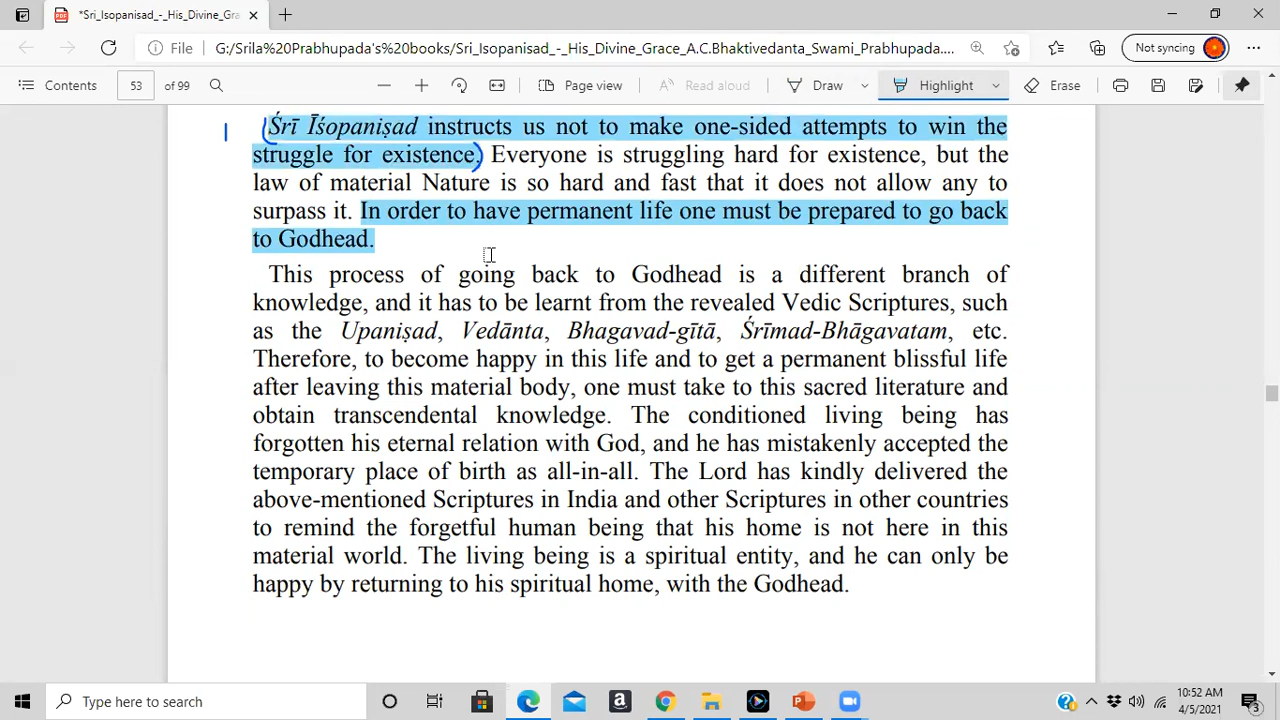 *Sri_Isopanisad_-_His_Divine_Gra
File
G:/Srila%20Prabhupada's%20books/Sri_Isopanisad_-_His_Divine_Grace_A.C.Bhaktivedanta_Swami_Prabhupada....
Not syncing
Contents
53
of 99
Page view
Read aloud
Draw
Highlight
Erase
Śrī Īśopaniṣad instructs us not to make one-sided attempts to win the
struggle for existence. Everyone is struggling hard for existence, but the
law of material Nature is so hard and fast that it does not allow any to
surpass it. In order to have permanent life one must be prepared to go back
to Godhead.
This process of going back to Godhead is a different branch of
knowledge, and it has to be learnt from the revealed Vedic Scriptures, such
as the Upaniṣad, Vedānta, Bhagavad-gītā, Śrīmad-Bhāgavatam, etc.
Therefore, to become happy in this life and to get a permanent blissful life
after leaving this material body, one must take to this sacred literature and
obtain transcendental knowledge. The conditioned living being has
forgotten his eternal relation with God, and he has mistakenly accepted the
temporary place of birth as all-in-all. The Lord has kindly delivered the
above-mentioned Scriptures in India and other Scriptures in other countries
to remind the forgetful human being that his home is not here in this
material world. The living being is a spiritual entity, and he can only be
happy by returning to his spiritual home, with the Godhead.
Type here to search
10:52 AM
4/5/2021
3